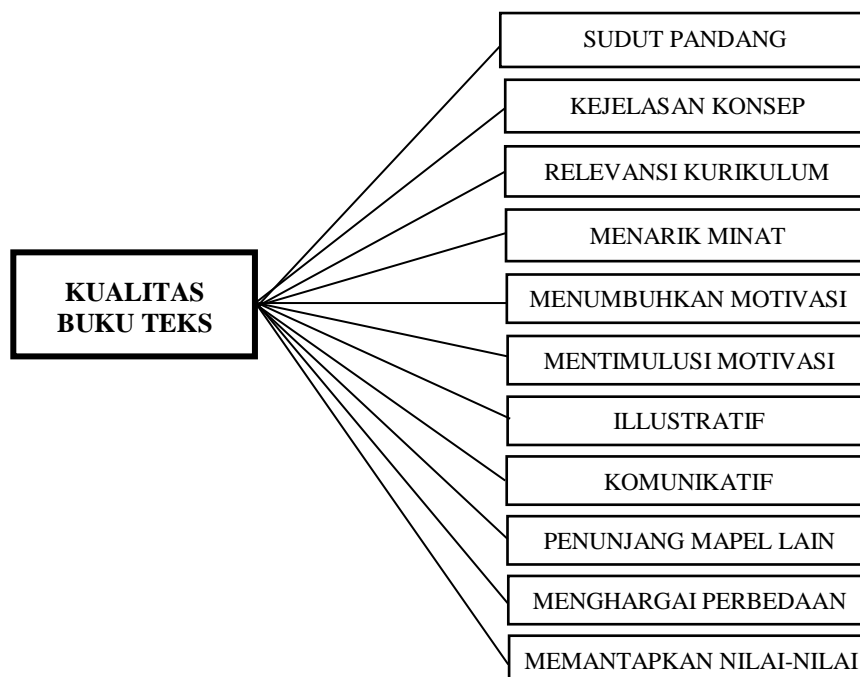 SUDUT PANDANG
KEJELASAN KONSEP
RELEVANSI KURIKULUM
MENARIK MINAT
KUALITAS
BUKU TEKS
MENUMBUHKAN MOTIVASI
MENTIMULUSI MOTIVASI
ILLUSTRATIF
KOMUNIKATIF
PENUNJANG MAPEL LAIN
MENGHARGAI PERBEDAAN
MEMANTAPKAN NILAI-NILAI